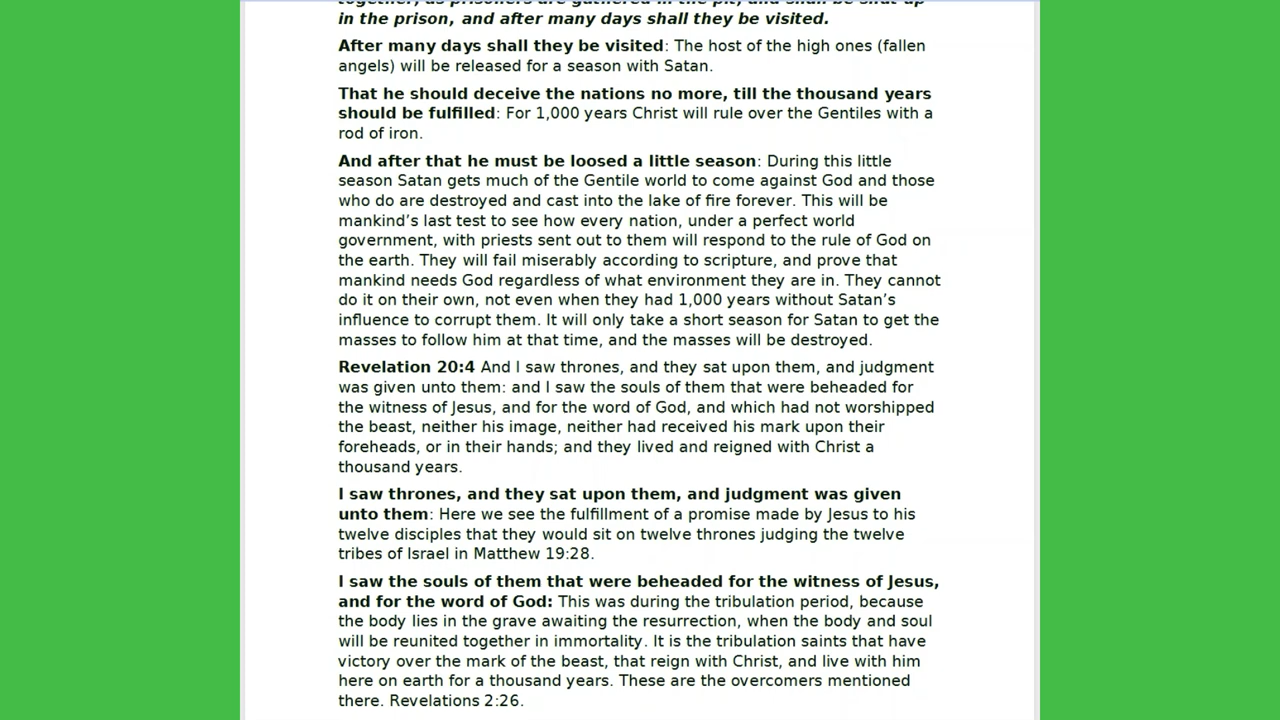 together, as prisoners are gathered in the pit, and shall be shut up
in the prison, and after many days shall they be visited.
After many days shall they be visited: The host of the high ones (fallen
angels) will be released for a season with Satan.
That he should deceive the nations no more, till the thousand years
should be fulfilled: For 1,000 years Christ will rule over the Gentiles with a
rod of iron.
And after that he must be loosed a little season: During this little
season Satan gets much of the Gentile world to come against God and those
who do are destroyed and cast into the lake of fire forever. This will be
mankind’s last test to see how every nation, under a perfect world
government, with priests sent out to them will respond to the rule of God on
the earth. They will fail miserably according to scripture, and prove that
mankind needs God regardless of what environment they are in. They cannot
do it on their own, not even when they had 1,000 years without Satan’s
influence to corrupt them. It will only take a short season for Satan to get the
masses to follow him at that time, and the masses will be destroyed.
Revelation 20:4 And I saw thrones, and they sat upon them, and judgment
was given unto them: and I saw the souls of them that were beheaded for
the witness of Jesus, and for the word of God, and which had not worshipped
the beast, neither his image, neither had received his mark upon their
foreheads, or in their hands; and they lived and reigned with Christ a
thousand years.
I saw thrones, and they sat upon them, and judgment was given
unto them: Here we see the fulfillment of a promise made by Jesus to his
twelve disciples that they would sit on twelve thrones judging the twelve
tribes of Israel in Matthew 19:28.
I saw the souls of them that were beheaded for the witness of Jesus,
and for the word of God: This was during the tribulation period, because
the body lies in the grave awaiting the resurrection, when the body and soul
will be reunited together in immortality. It is the tribulation saints that have
victory over the mark of the beast, that reign with Christ, and live with him
here on earth for a thousand years. These are the overcomers mentioned
there. Revelations 2:26.